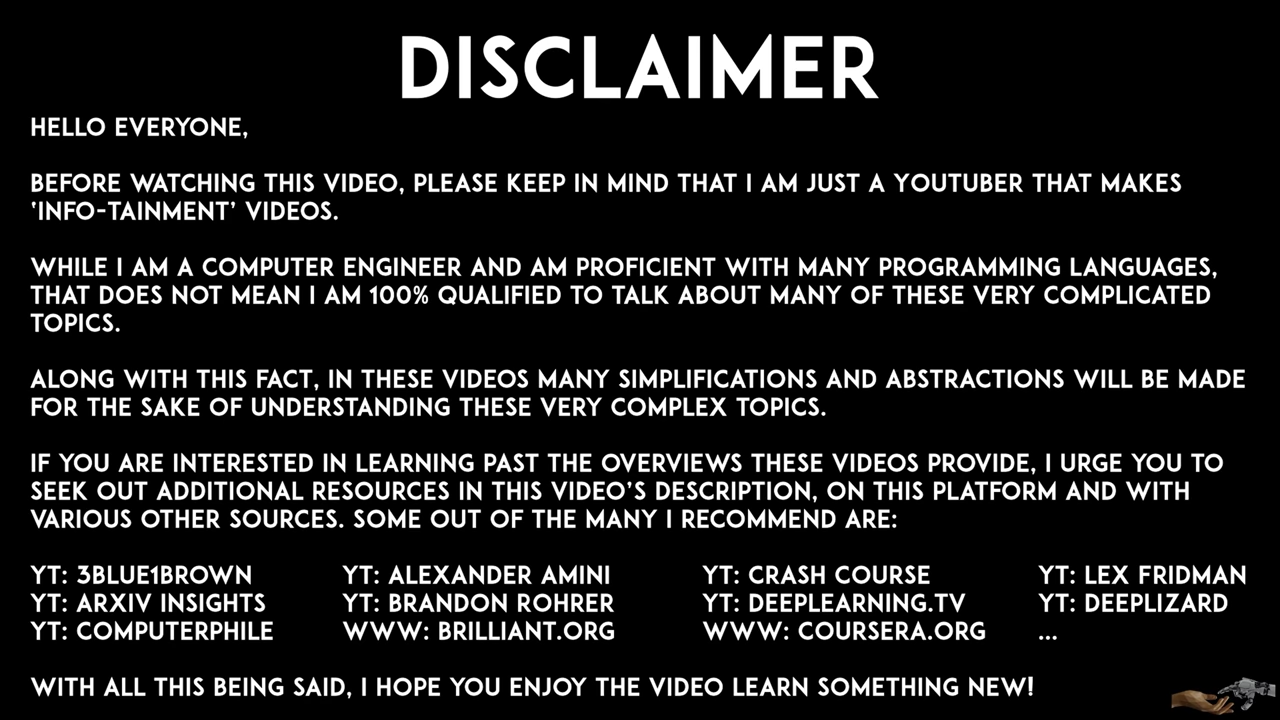 DISCLAIMER
HELLO EVERYONE,
BEFORE WATCHING THIS VIDEO, PLEASE KEEP IN MIND THAT I AM JUST A YOUTUBER THAT MAKES
'INFO-TAINMENT' VIDEOS.
WHILE I AM A COMPUTER ENGINEER AND AM PROFICIENT WITH MANY PROGRAMMING LANGUAGES,
THAT DOES NOT MEAN I AM 100% QUALIFIED TO TALK ABOUT MANY OF THESE VERY COMPLICATED
TOPICS.
ALONG WITH THIS FACT, IN THESE VIDEOS MANY SIMPLIFICATIONS AND ABSTRACTIONS WILL BE MADE
FOR THE SAKE OF UNDERSTANDING THESE VERY COMPLEX TOPICS.
IF YOU ARE INTERESTED IN LEARNING PAST THE OVERVIEWS THESE VIDEOS PROVIDE, I URGE YOU TO
SEEK OUT ADDITIONAL RESOURCES IN THIS VIDEO'S DESCRIPTION, ON THIS PLATFORM AND WITH
VARIOUS OTHER SOURCES. SOME OUT OF THE MANY I RECOMMEND ARE:
YT: 3BLUE1BROWN YT: ALEXANDER AMINI YT: CRASH COURSE YT: LEX FRIDMAN
YT: ARXIV INSIGHTS YT: BRANDON ROHRER YT: DEEPLEARNING.TV YT: DEEPLIZARD
YT: COMPUTERPHILE WWW: BRILLIANT.ORG WWW: COURSERA.ORG ...
WITH ALL THIS BEING SAID, I HOPE YOU ENJOY THE VIDEO LEARN SOMETHING NEW!